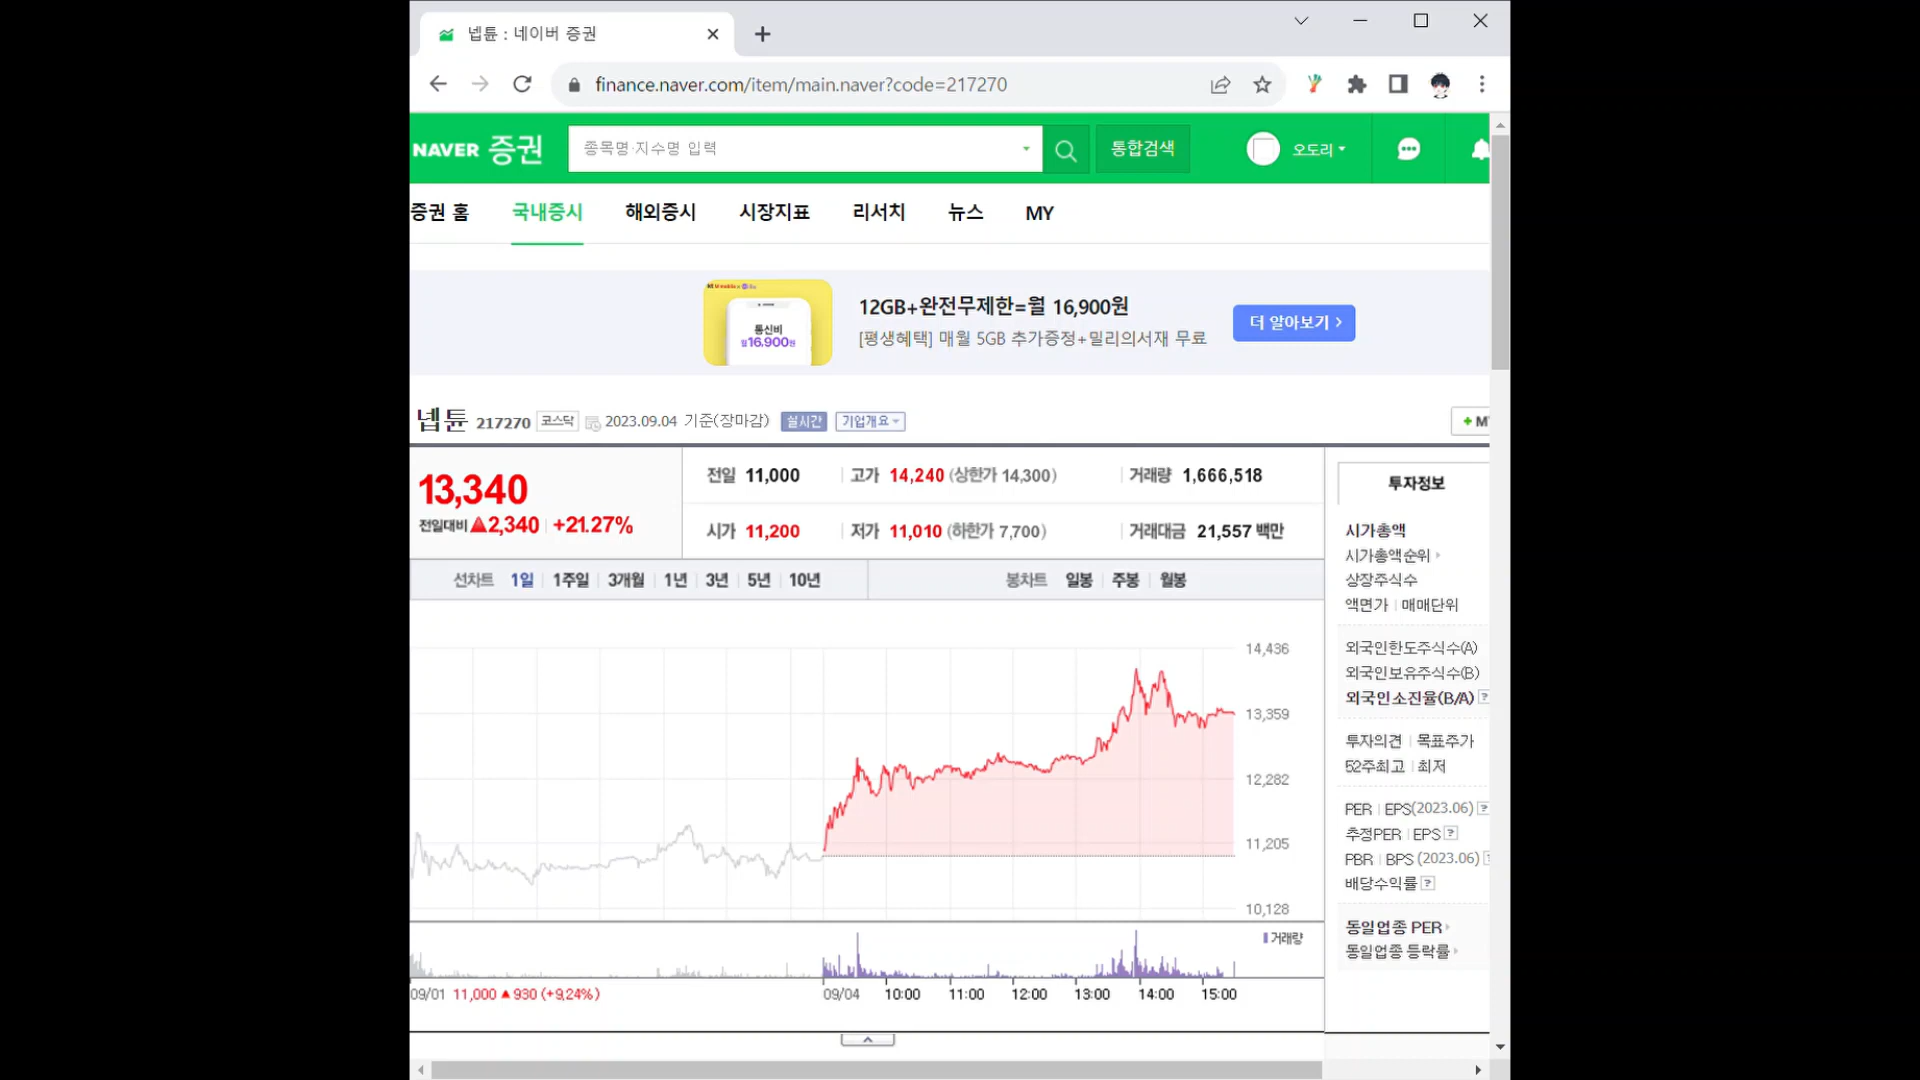 넵튠 : 네이버 증권
finance.naver.com/item/main.naver?code=217270
NAVER 증권
종목명·지수명 입력
통합검색
오도리
증권 홈 국내증시 해외증시 시장지표 리서치 뉴스 MY
통신비
월16,900원
12GB+완전무제한=월 16,900원
[평생혜택] 매월 5GB 추가증정+밀리의서재 무료
더 알아보기 >
넵튠 217270 코스닥 2023.09.04 기준(장마감) 실시간 기업개요
+ M
13,340
전일대비 ▲2,340 +21.27%
전일 11,000 고가 14,240 (상한가 14,300) 거래량 1,666,518
시가 11,200 저가 11,010 (하한가 7,700) 거래대금 21,557 백만
선차트 1일 1주일 3개월 1년 3년 5년 10년 봉차트 일봉 주봉 월봉
14,436
13,359
12,282
11,205
10,128
거래량
09/01 11,000 ▲ 930 (+9.24%) 09/04 10:00 11:00 12:00 13:00 14:00 15:00
투자정보
시가총액
시가총액순위
상장주식수
액면가 | 매매단위
외국인한도주식수(A)
외국인보유주식수(B)
외국인소진율(B/A) ?
투자의견 | 목표주가
52주최고 | 최저
PER | EPS(2023.06) ?
추정PER | EPS ?
PBR | BPS (2023.06) ?
배당수익률 ?
동일업종 PER
동일업종 등락률